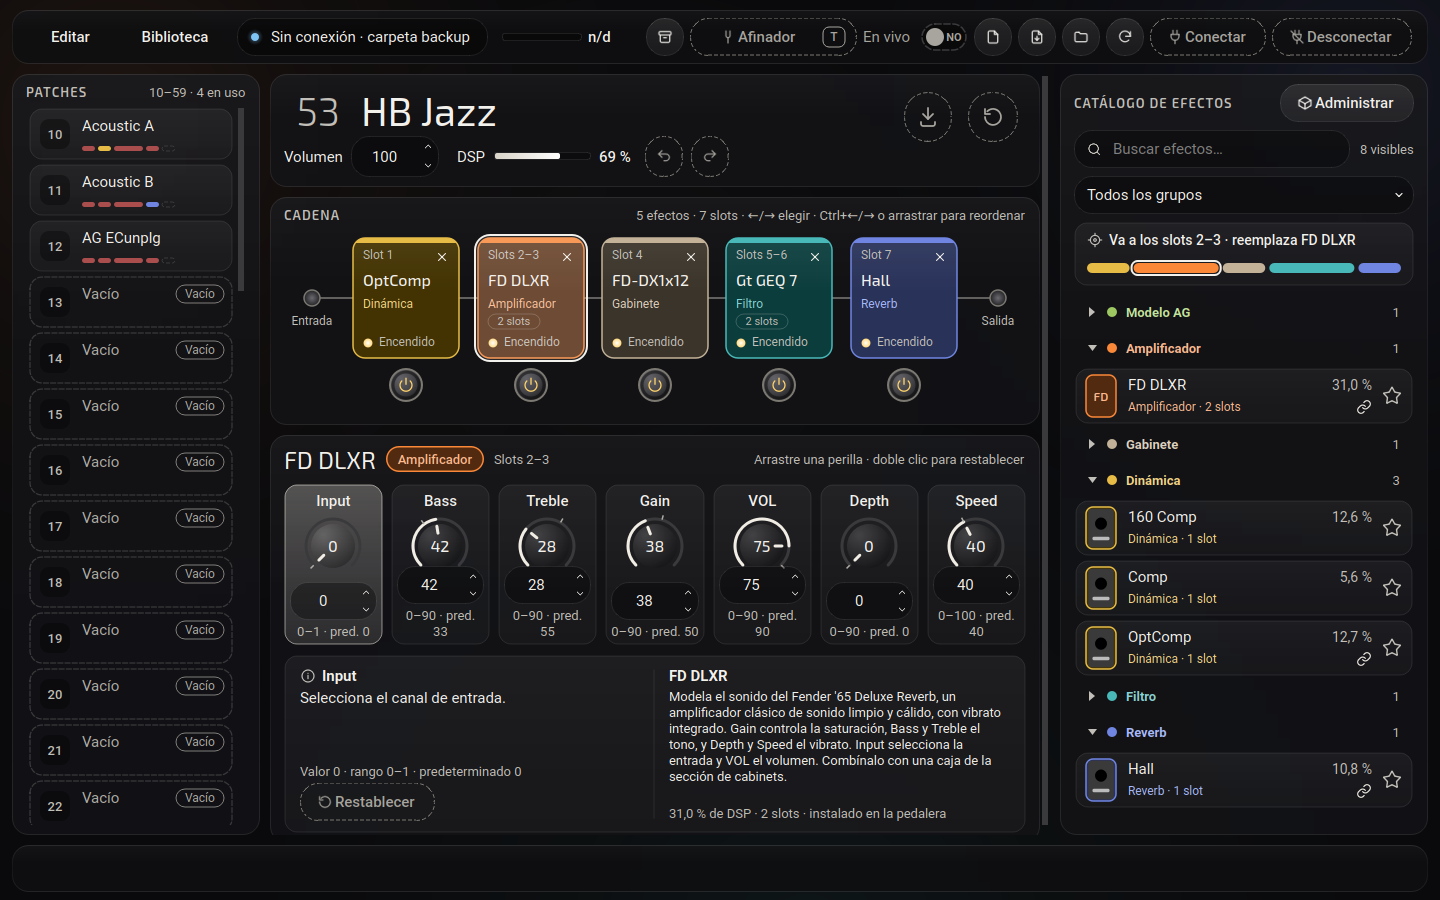 Editar
Biblioteca
Sin conexión · carpeta backup
n/d
Afinador
T
En vivo
NO
Conectar
Desconectar
PATCHES
10–59 · 4 en uso
10
Acoustic A
11
Acoustic B
12
AG ECunplg
13
Vacío
Vacío
14
Vacío
Vacío
15
Vacío
Vacío
16
Vacío
Vacío
17
Vacío
Vacío
18
Vacío
Vacío
19
Vacío
Vacío
20
Vacío
Vacío
21
Vacío
Vacío
22
Vacío
Vacío
53 HB Jazz
Volumen
100
DSP
69 %
CADENA
5 efectos · 7 slots · ←/→ elegir · Ctrl+←/→ o arrastrar para reordenar
Entrada
Slot 1
OptComp
Dinámica
Encendido
Slots 2–3
FD DLXR
Amplificador
2 slots
Encendido
Slot 4
FD-DX1x12
Gabinete
Encendido
Slots 5–6
Gt GEQ 7
Filtro
2 slots
Encendido
Slot 7
Hall
Reverb
Encendido
Salida
FD DLXR
Amplificador
Slots 2–3
Arrastre una perilla · doble clic para restablecer
Input
0
0
0–1 · pred. 0
Bass
42
42
0–90 · pred.
33
Treble
28
28
0–90 · pred.
55
Gain
38
38
0–90 · pred. 50
VOL
75
75
0–90 · pred.
90
Depth
0
0
0–90 · pred. 0
Speed
40
40
0–100 · pred.
40
Input
Selecciona el canal de entrada.
Valor 0 · rango 0–1 · predeterminado 0
Restablecer
FD DLXR
Modela el sonido del Fender '65 Deluxe Reverb, un
amplificador clásico de sonido limpio y cálido, con vibrato
integrado. Gain controla la saturación, Bass y Treble el
tono, y Depth y Speed el vibrato. Input selecciona la
entrada y VOL el volumen. Combínalo con una caja de la
sección de cabinets.
31,0 % de DSP · 2 slots · instalado en la pedalera
CATÁLOGO DE EFECTOS
Administrar
Buscar efectos…
8 visibles
Todos los grupos
Va a los slots 2–3 · reemplaza FD DLXR
Modelo AG
1
Amplificador
1
FD
FD DLXR
31,0 %
Amplificador · 2 slots
Gabinete
1
Dinámica
3
160 Comp
12,6 %
Dinámica · 1 slot
Comp
5,6 %
Dinámica · 1 slot
OptComp
12,7 %
Dinámica · 1 slot
Filtro
1
Reverb
1
Hall
10,8 %
Reverb · 1 slot